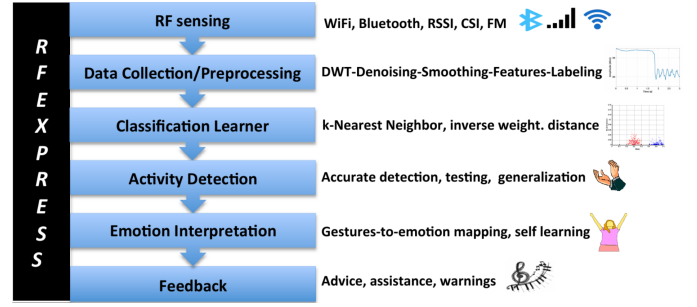 RFEXPRESS
RF sensing
WiFi, Bluetooth, RSSI, CSI, FM
Data Collection/Preprocessing
DWT-Denoising-Smoothing-Features-Labeling
Classification Learner
k-Nearest Neighbor, inverse weight. distance
Activity Detection
Accurate detection, testing, generalization
Emotion Interpretation
Gestures-to-emotion mapping, self learning
Feedback
Advice, assistance, warnings